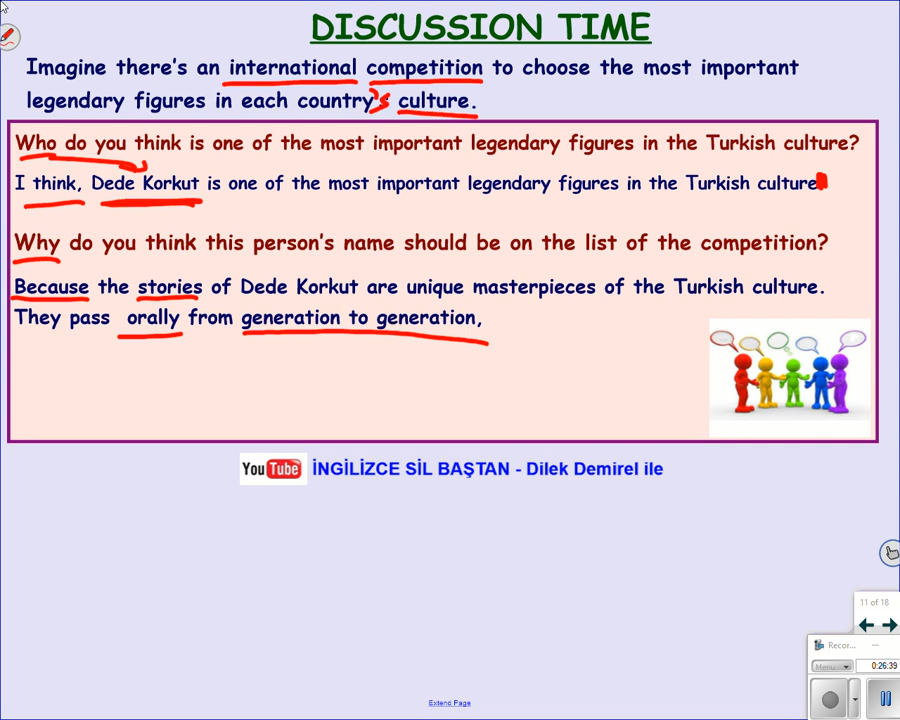 DISCUSSION TIME
Imagine there's an international competition to choose the most important
legendary figures in each country's culture.
Who do you think is one of the most important legendary figures in the Turkish culture?
I think, Dede Korkut is one of the most important legendary figures in the Turkish culture
Why do you think this person's name should be on the list of the competition?
Because the stories of Dede Korkut are unique masterpieces of the Turkish culture.
They pass orally from generation to generation,
YouTube İNGİLİZCE SİL BAŞTAN - Dilek Demirel ile
11 of 18
Recor...
Menu
0:26:39
Extend Page